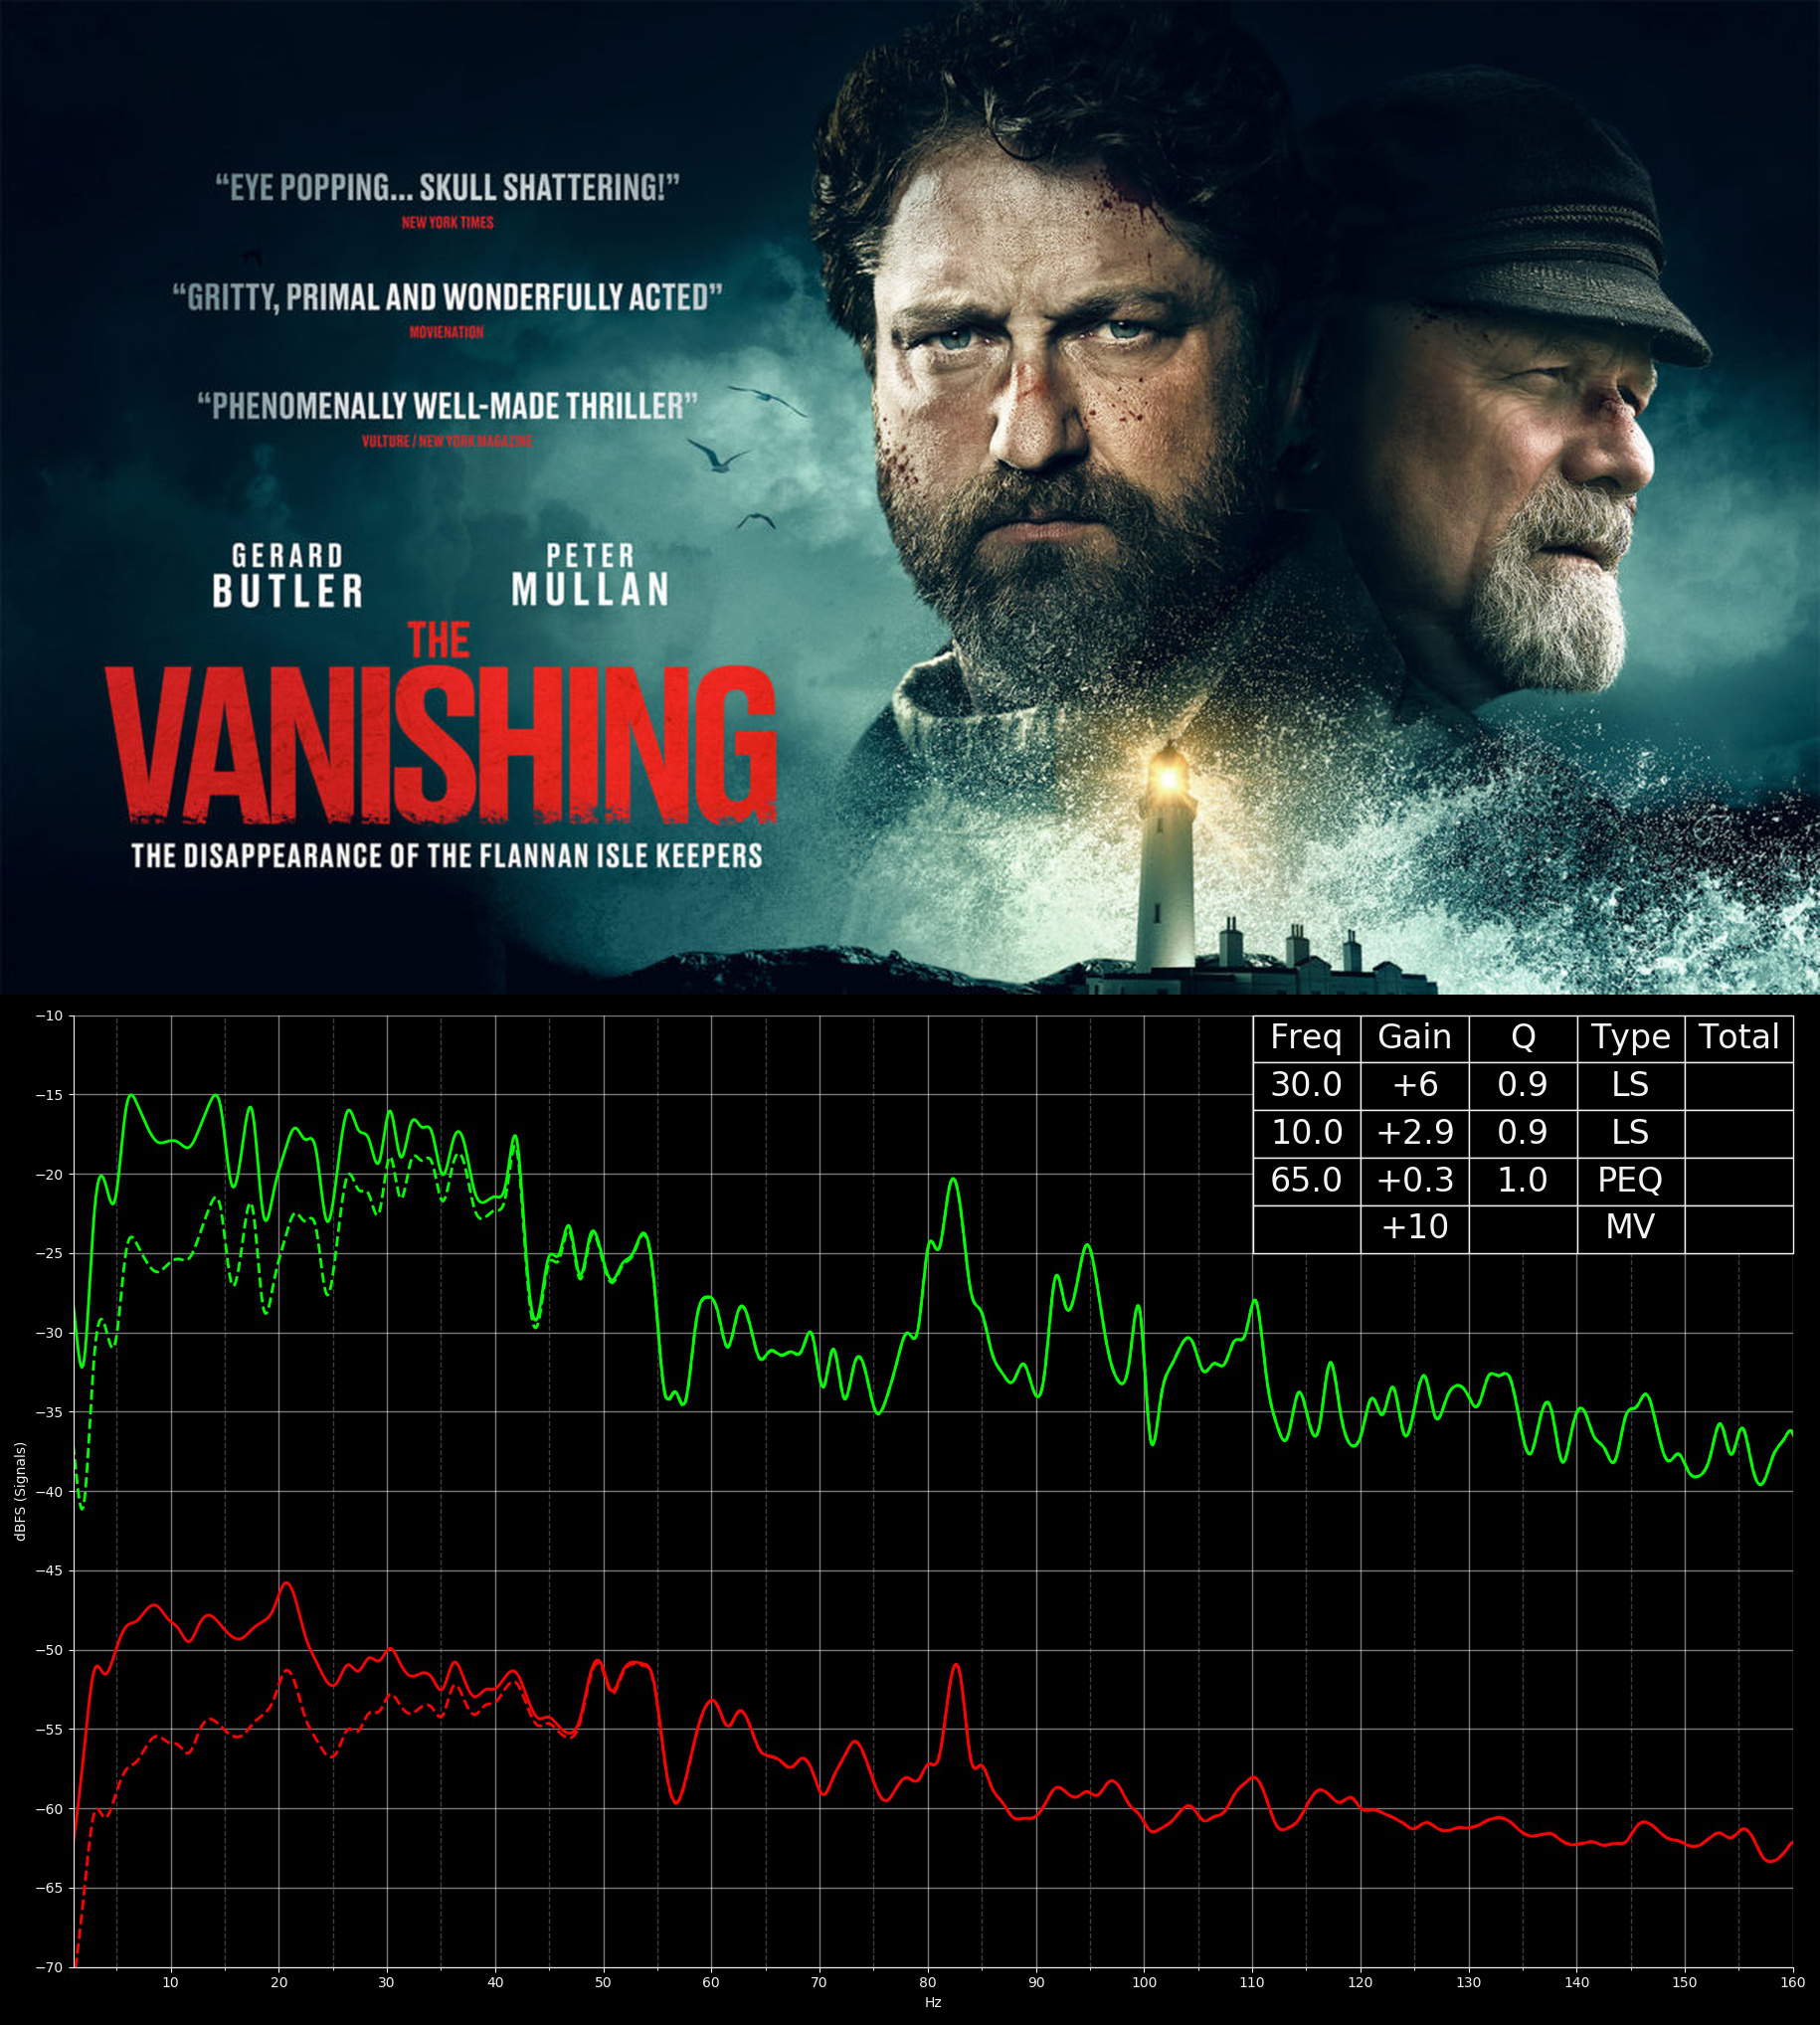 “EYE POPPING... SKULL SHATTERING!”
NEW YORK TIMES
“GRITTY, PRIMAL AND WONDERFULLY ACTED”
MOVIENATION
“PHENOMENALLY WELL-MADE THRILLER”
VULTURE / NEW YORK MAGAZINE
GERARD BUTLER
PETER MULLAN
THE
VANISHING
THE DISAPPEARANCE OF THE FLANNAN ISLE KEEPERS
Freq Gain Q Type Total
30.0 +6 0.9 LS
10.0 +2.9 0.9 LS
65.0 +0.3 1.0 PEQ
+10 MV
−10
−15
−20
−25
−30
−35
−40
−45
−50
−55
−60
−65
−70
dBFS (Signals)
10 20 30 40 50 60 70 80 90 100 110 120 130 140 150 160
Hz